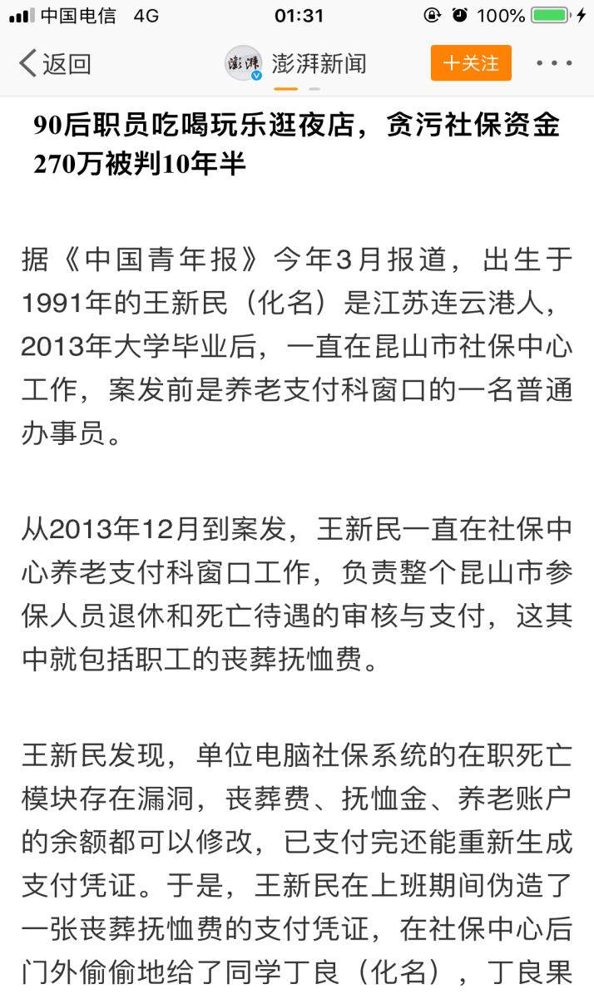 中国电信 4G 01:31 100%
返回 澎湃 澎湃新闻 +关注
90后职员吃喝玩乐逛夜店，贪污社保资金
270万被判10年半
据《中国青年报》今年3月报道，出生于
1991年的王新民（化名）是江苏连云港人，
2013年大学毕业后，一直在昆山市社保中心
工作，案发前是养老支付科窗口的一名普通
办事员。
从2013年12月到案发，王新民一直在社保中
心养老支付科窗口工作，负责整个昆山市参
保人员退休和死亡待遇的审核与支付，这其
中就包括职工的丧葬抚恤费。
王新民发现，单位电脑社保系统的在职死亡
模块存在漏洞，丧葬费、抚恤金、养老账户
的余额都可以修改，已支付完还能重新生成
支付凭证。于是，王新民在上班期间伪造了
一张丧葬抚恤费的支付凭证，在社保中心后
门外偷偷地给了同学丁良（化名），丁良果